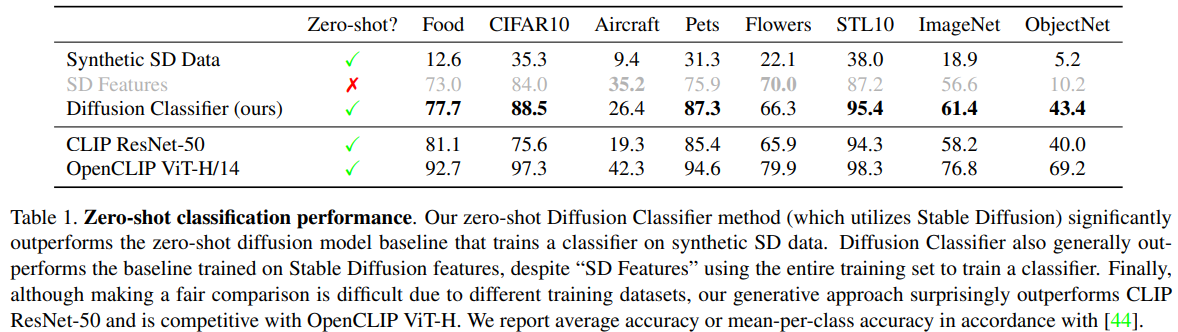 Zero-shot? Food CIFAR10 Aircraft Pets Flowers STL10 ImageNet ObjectNet
Synthetic SD Data ✓ 12.6 35.3 9.4 31.3 22.1 38.0 18.9 5.2
SD Features ✗ 73.0 84.0 35.2 75.9 70.0 87.2 56.6 10.2
Diffusion Classifier (ours) ✓ 77.7 88.5 26.4 87.3 66.3 95.4 61.4 43.4
CLIP ResNet-50 ✓ 81.1 75.6 19.3 85.4 65.9 94.3 58.2 40.0
OpenCLIP ViT-H/14 ✓ 92.7 97.3 42.3 94.6 79.9 98.3 76.8 69.2
Table 1. Zero-shot classification performance. Our zero-shot Diffusion Classifier method (which utilizes Stable Diffusion) significantly
outperforms the zero-shot diffusion model baseline that trains a classifier on synthetic SD data. Diffusion Classifier also generally out-
performs the baseline trained on Stable Diffusion features, despite “SD Features” using the entire training set to train a classifier. Finally,
although making a fair comparison is difficult due to different training datasets, our generative approach surprisingly outperforms CLIP
ResNet-50 and is competitive with OpenCLIP ViT-H. We report average accuracy or mean-per-class accuracy in accordance with [44].